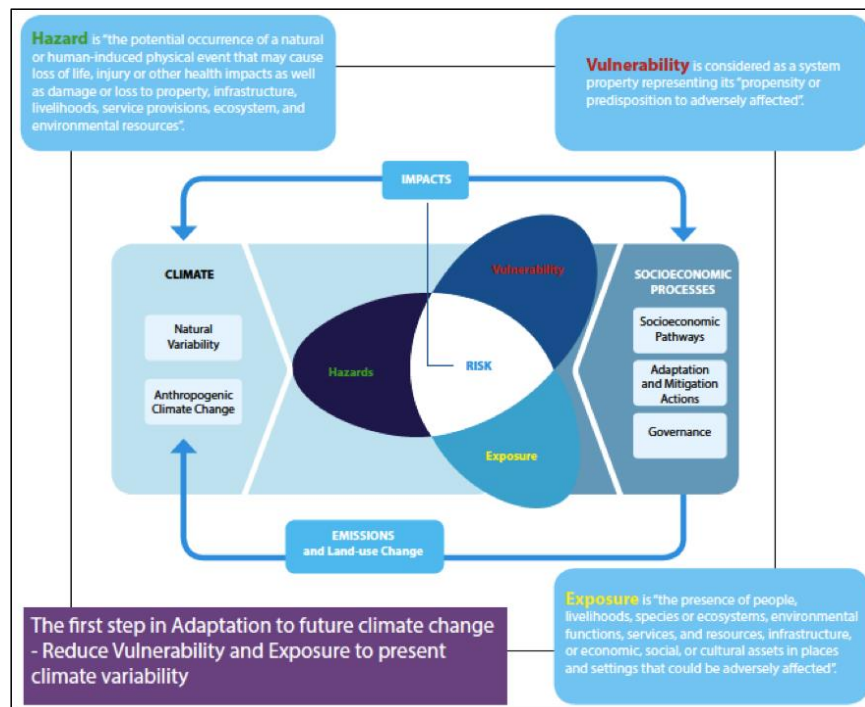 Hazard is "the potential occurrence of a natural
or human-induced physical event that may cause
loss of life, injury or other health impacts as well
as damage or loss to property, infrastructure,
livelihoods, service provisions, ecosystem, and
environmental resources".
Vulnerability is considered as a system
property representing its "propensity or
predisposition to adversely affected".
IMPACTS
CLIMATE
Natural
Variability
Anthropogenic
Climate Change
Vulnerability
Hazards
RISK
Exposure
SOCIOECONOMIC
PROCESSES
Socioeconomic
Pathways
Adaptation
and Mitigation
Actions
Governance
EMISSIONS
and Land-use Change
The first step in Adaptation to future climate change
- Reduce Vulnerability and Exposure to present
climate variability
Exposure is "the presence of people,
livelihoods, species or ecosystems, environmental
functions, services, and resources, infrastructure,
or economic, social, or cultural assets in places
and settings that could be adversely affected".